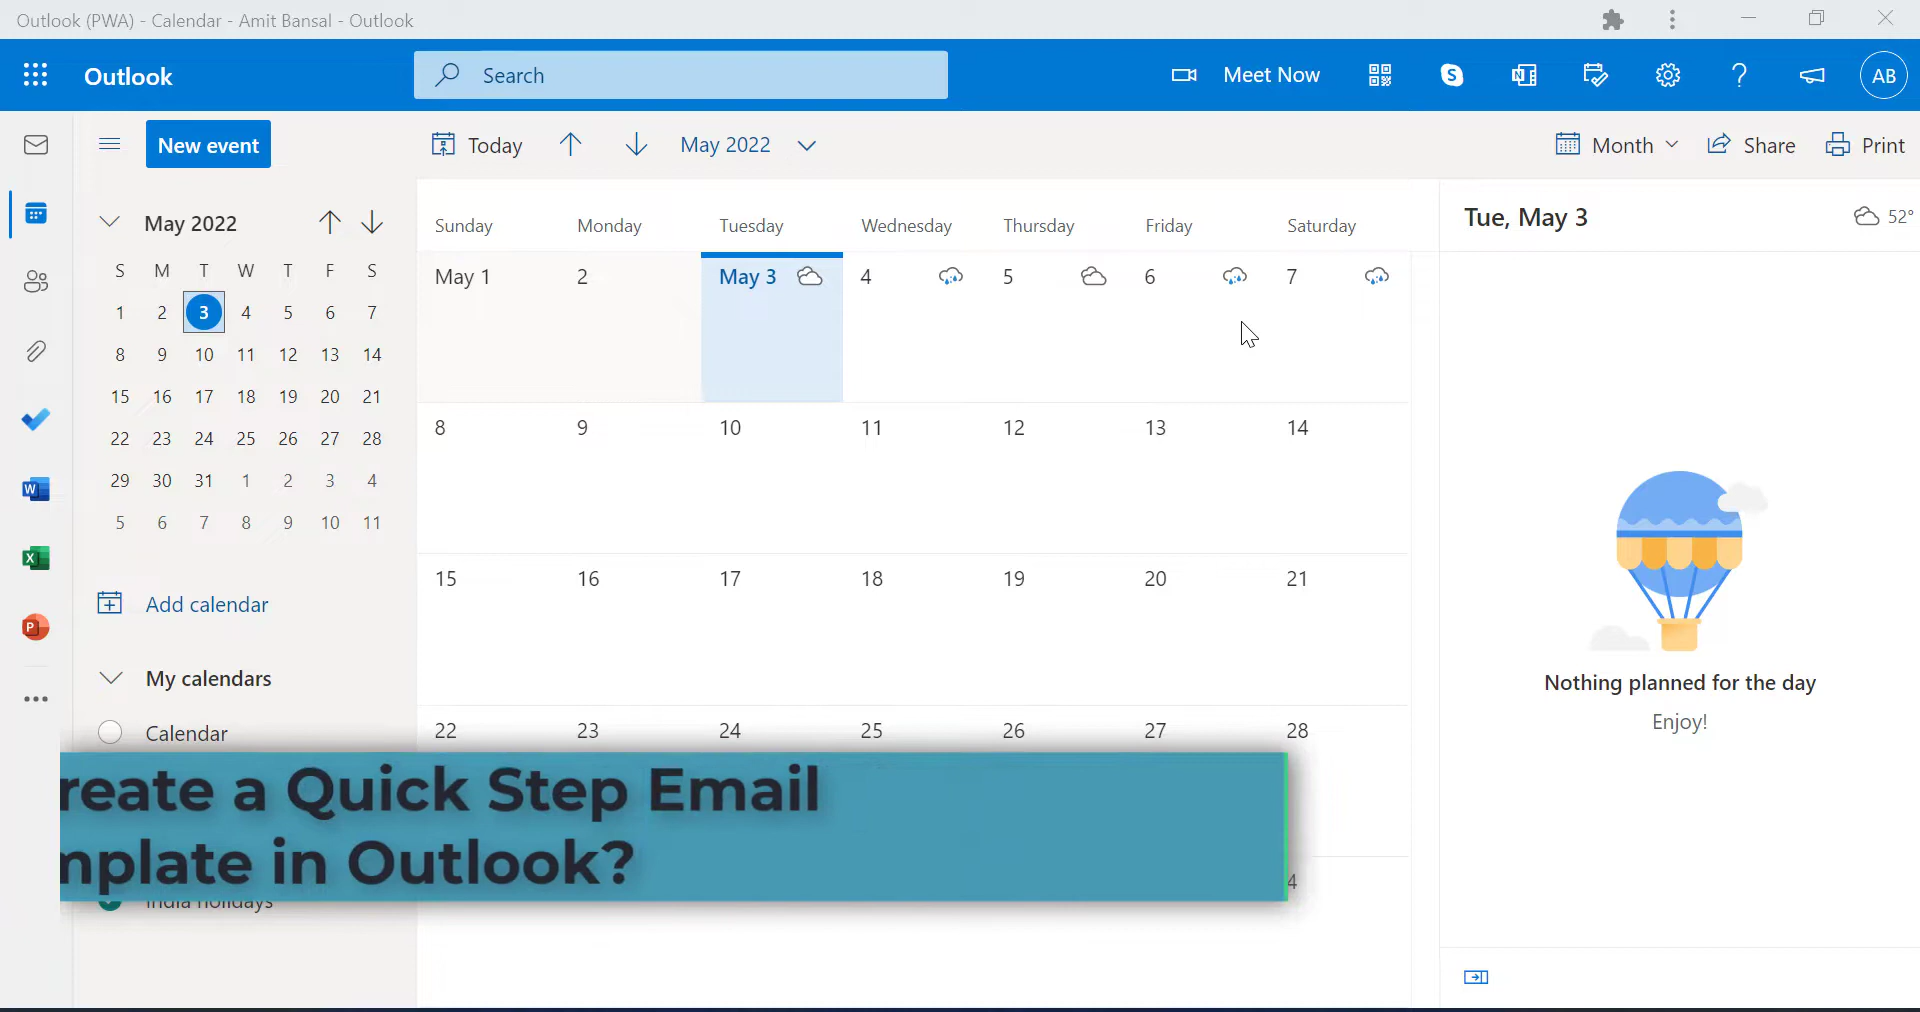 Outlook (PWA) - Calendar - Amit Bansal - Outlook
Outlook
Search
Meet Now
AB
New event
Today
May 2022
Month
Share
Print
May 2022
S M T W T F S
1 2 3 4 5 6 7
8 9 10 11 12 13 14
15 16 17 18 19 20 21
22 23 24 25 26 27 28
29 30 31 1 2 3 4
5 6 7 8 9 10 11
Add calendar
My calendars
Calendar
India holidays
Sunday Monday Tuesday Wednesday Thursday Friday Saturday
May 1 2 May 3 4 5 6 7
8 9 10 11 12 13 14
15 16 17 18 19 20 21
22 23 24 25 26 27 28
4
reate a Quick Step Email
mplate in Outlook?
Tue, May 3
52°
Nothing planned for the day
Enjoy!